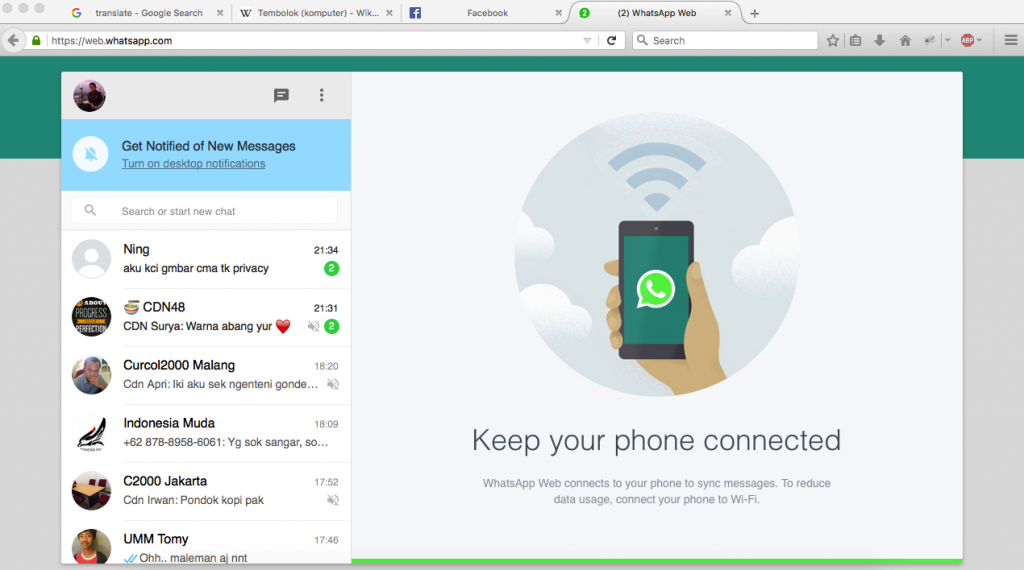 translate - Google Search
Tembolok (komputer) – Wik...
Facebook
2
(2) WhatsApp Web
https://web.whatsapp.com
Search
ABP
Get Notified of New Messages
Turn on desktop notifications
Search or start new chat
Ning
21:34
aku kci gmbar cma tk privacy
2
ABOUT
PROGRESS
PERFECTION
🍜 CDN48
21:31
CDN Surya: Warna abang yur ❤️
2
Curcol2000 Malang
18:20
Cdn Apri: Iki aku sek ngenteni gonde...
Indonesia Muda
18:09
+62 878-8958-6061: Yg sok sangar, so...
C2000 Jakarta
17:52
Cdn Irwan: Pondok kopi pak
UMM Tomy
17:46
Ohh.. maleman aj nnt
Keep your phone connected
WhatsApp Web connects to your phone to sync messages. To reduce
data usage, connect your phone to Wi-Fi.